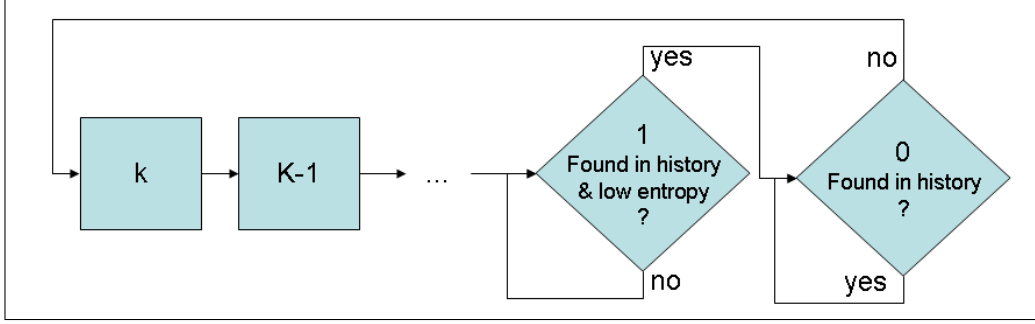 k
K-1
...
1
Found in history
& low entropy
?
yes
no
0
Found in history
?
no
yes